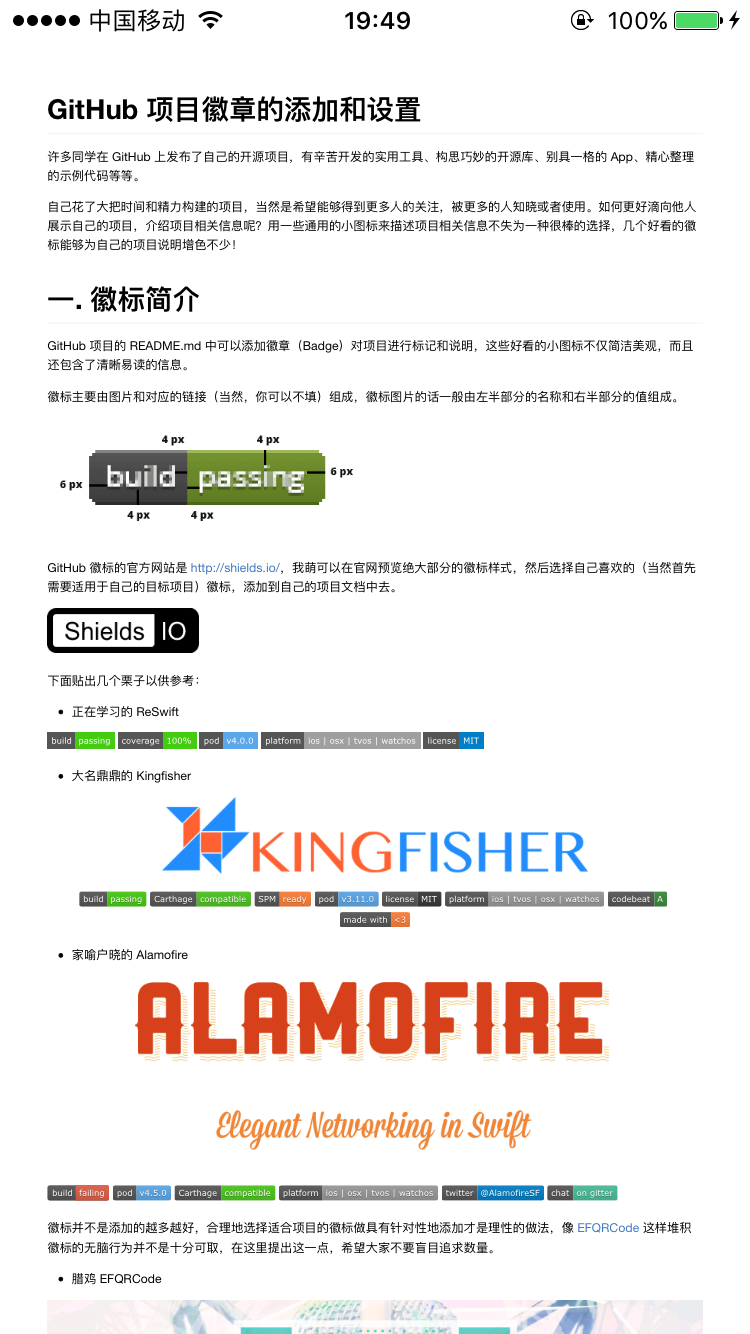 中国移动 19:49 100%
GitHub 项目徽章的添加和设置
许多同学在 GitHub 上发布了自己的开源项目，有辛苦开发的实用工具、构思巧妙的开源库、别具一格的 App、精心整理
的示例代码等等。
自己花了大把时间和精力构建的项目，当然是希望能够得到更多人的关注，被更多的人知晓或者使用。如何更好滴向他人
展示自己的项目，介绍项目相关信息呢？用一些通用的小图标来描述项目相关信息不失为一种很棒的选择，几个好看的徽
标能够为自己的项目说明增色不少！
一. 徽标简介
GitHub 项目的 README.md 中可以添加徽章（Badge）对项目进行标记和说明，这些好看的小图标不仅简洁美观，而且
还包含了清晰易读的信息。
徽标主要由图片和对应的链接（当然，你可以不填）组成，徽标图片的话一般由左半部分的名称和右半部分的值组成。
4 px 4 px
6 px build passing 6 px
4 px 4 px
GitHub 徽标的官方网站是 http://shields.io/，我萌可以在官网预览绝大部分的徽标样式，然后选择自己喜欢的（当然首先
需要适用于自己的目标项目）徽标，添加到自己的项目文档中去。
Shields IO
下面贴出几个栗子以供参考：
• 正在学习的 ReSwift
build passing coverage 100% pod v4.0.0 platform ios | osx | tvos | watchos license MIT
• 大名鼎鼎的 Kingfisher
KINGFISHER
build passing Carthage compatible SPM ready pod v3.11.0 license MIT platform ios | tvos | osx | watchos codebeat A
made with <3
• 家喻户晓的 Alamofire
ALAMOFIRE
Elegant Networking in Swift
build failing pod v4.5.0 Carthage compatible platform ios | osx | tvos | watchos twitter @AlamofireSF chat on gitter
徽标并不是添加的越多越好，合理地选择适合项目的徽标做具有针对性地添加才是理性的做法，像 EFQRCode 这样堆积
徽标的无脑行为并不是十分可取，在这里提出这一点，希望大家不要盲目追求数量。
• 腊鸡 EFQRCode